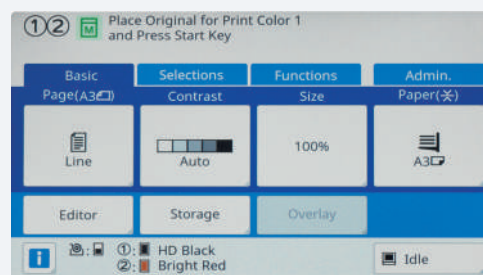 ①② M Place Original for Print Color 1
and Press Start Key
Basic Selections Functions Admin.
Page(A3) Contrast Size Paper(
Line Auto 100% A3
Editor Storage Overlay
①: HD Black
②: Bright Red
i Idle